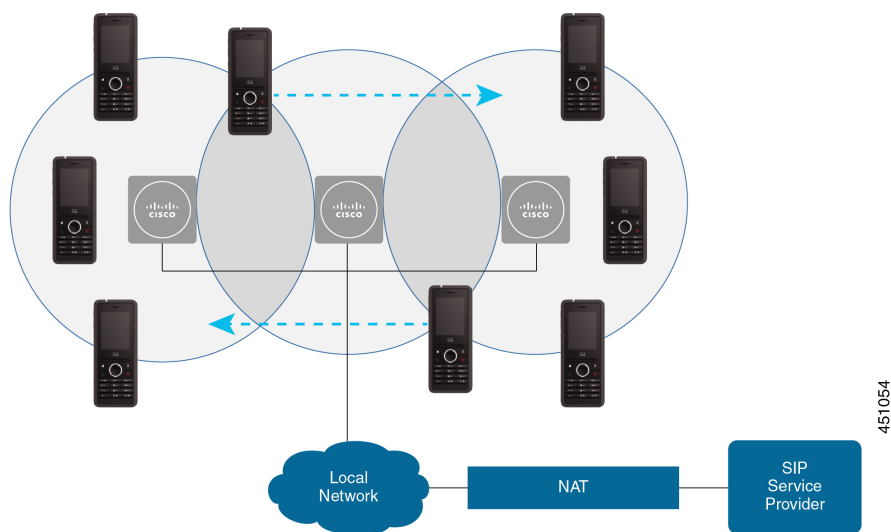 CISCO
CISCO
CISCO
451054
Local
Network
NAT
SIP
Service
Provider